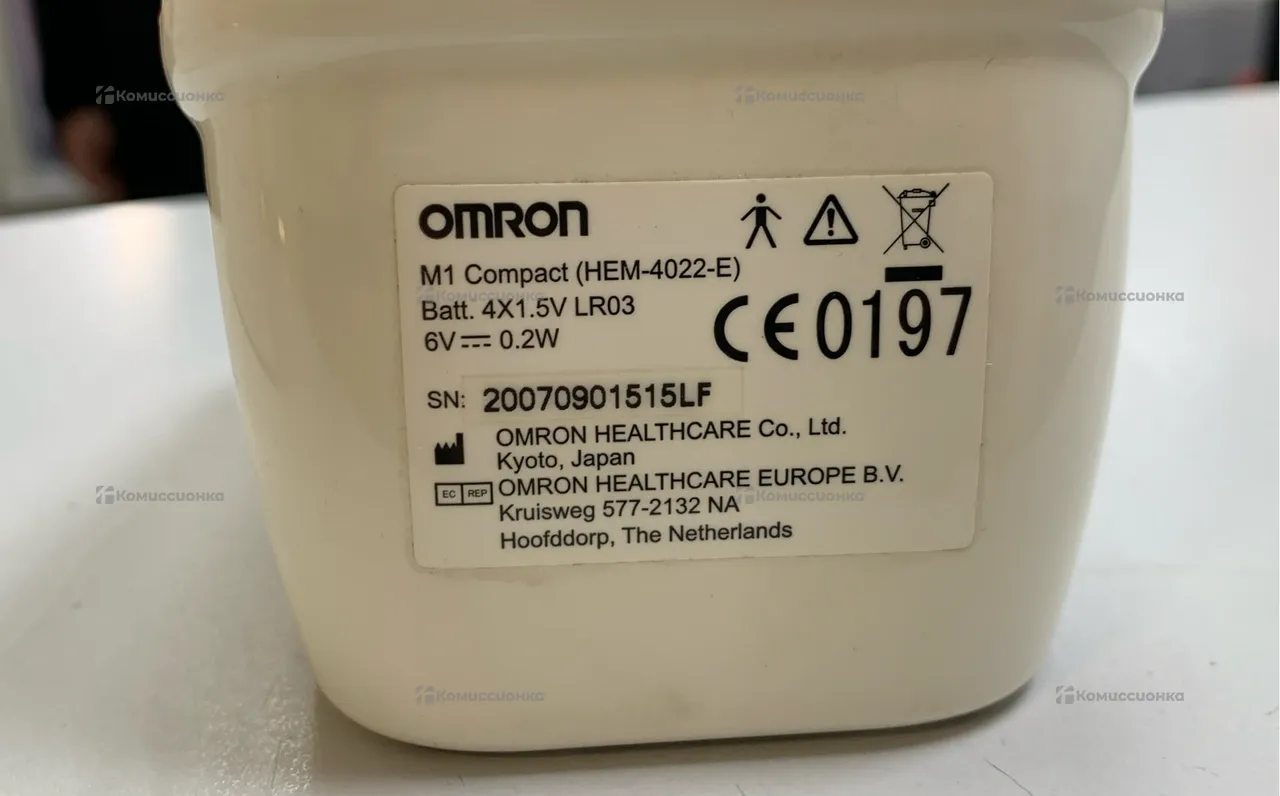 OMRON
M1 Compact (HEM-4022-E)
Batt. 4X1.5V LR03
6V ⎓ 0.2W
CE 0197
SN: 20070901515LF
OMRON HEALTHCARE Co., Ltd.
Kyoto, Japan
EC REP OMRON HEALTHCARE EUROPE B.V.
Kruisweg 577-2132 NA
Hoofddorp, The Netherlands
Комиссионка
Комиссионка
Комиссионка
Комиссионка
Комиссионка
Комиссионка
Комиссионка
Комиссионка